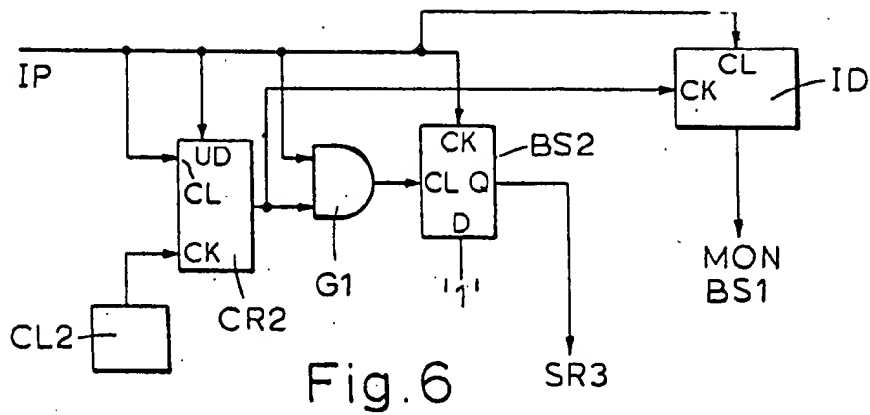 IP
CL
CK
ID
UD
CL
CK
CK
CL Q
D
BS2
G1
"1"
MON
BS1
CL2
CR2
SR3
Fig.6